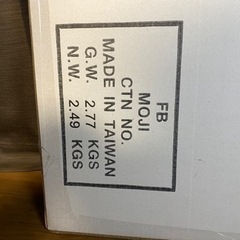 FB
MOJI
CTN NO.
MADE IN TAIWAN
G.W. 2.77 KGS
N.W. 2.49 KGS